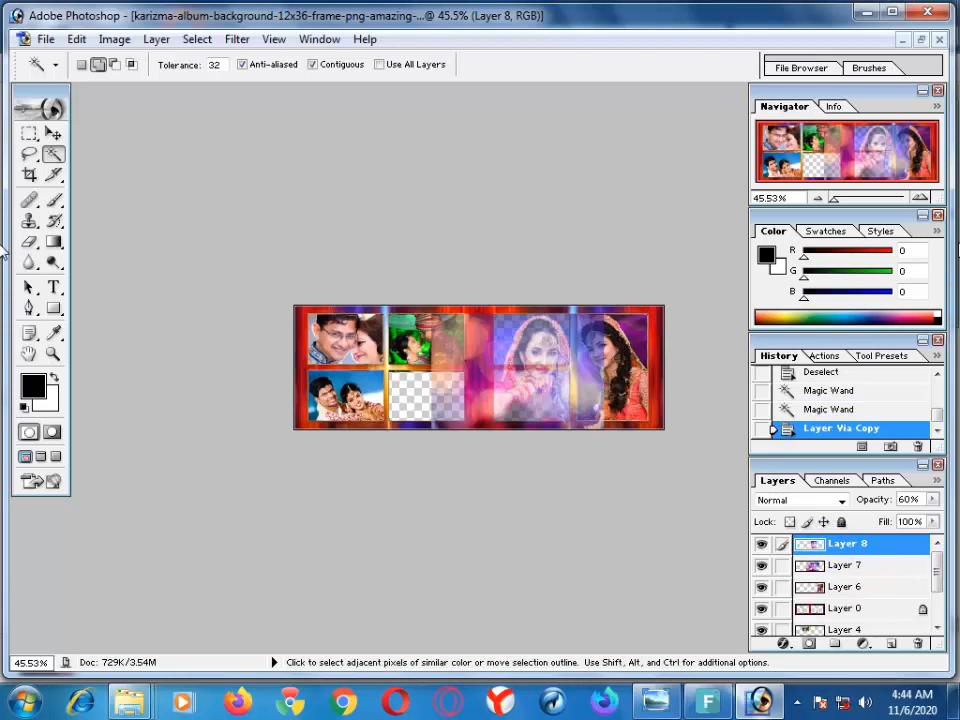 Adobe Photoshop - [karizma-album-background-12x36-frame-png-amazing-...@ 45.5% (Layer 8, RGB)]
File Edit Image Layer Select Filter View Window Help
Tolerance: 32 Anti-aliased Contiguous Use All Layers File Browser Brushes
Navigator Info
45.53%
Color Swatches Styles
R 0
G 0
B 0
History Actions Tool Presets
Deselect
Magic Wand
Magic Wand
Layer Via Copy
Layers Channels Paths
Normal Opacity: 60%
Lock: Fill: 100%
Layer 8
Layer 7
Layer 6
Layer 0
Layer 4
45.53% Doc: 729K/3.54M Click to select adjacent pixels of similar color or move selection outline. Use Shift, Alt, and Ctrl for additional options.
4:44 AM
11/6/2020